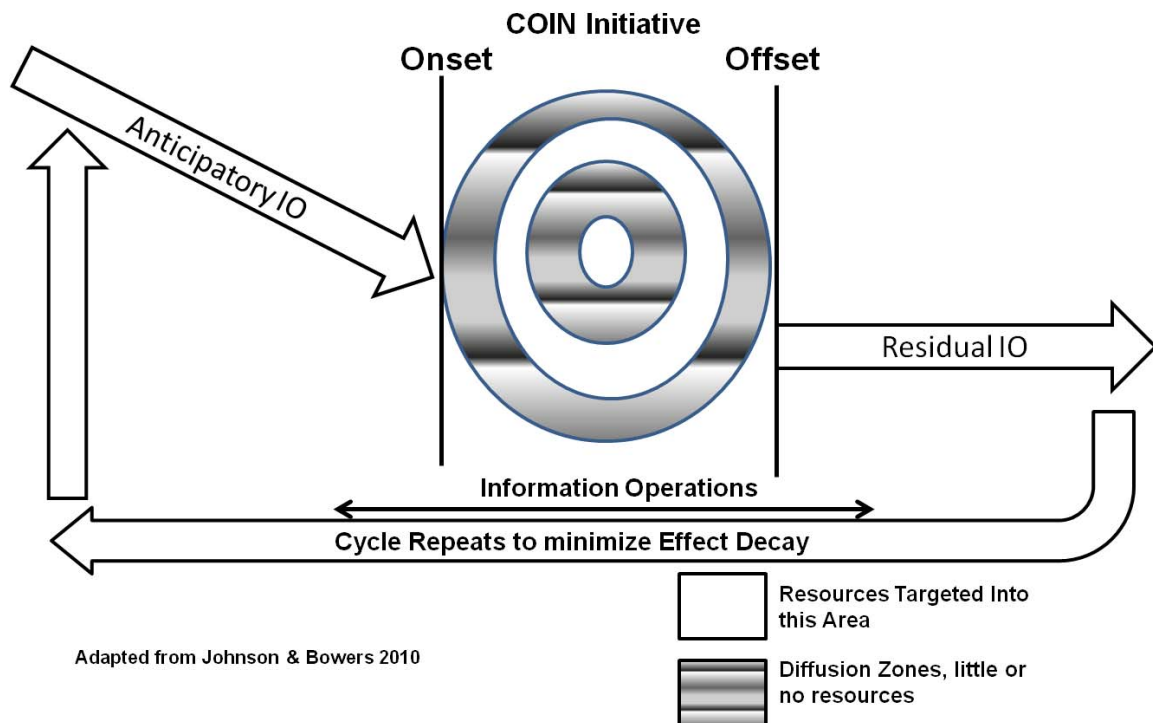 COIN Initiative
Onset
Offset
Anticipatory IO
Residual IO
Information Operations
Cycle Repeats to minimize Effect Decay
Resources Targeted Into
this Area
Adapted from Johnson & Bowers 2010
Diffusion Zones, little or
no resources